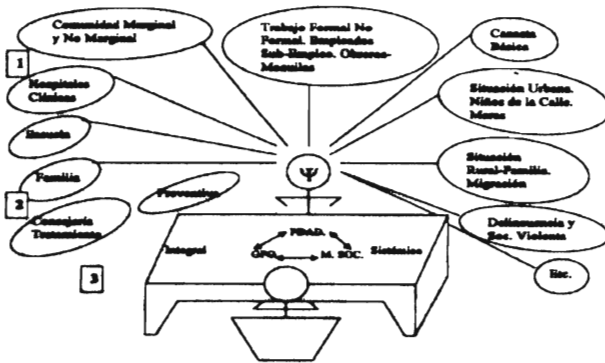 Comunidad Marginal
y No Marginal
Trabajo Formal No
Formal. Empleados
Sub-Empleo. Obreros-
Maquilas
Canasta
Básica
1
Hospitales
Clínicas
Situación Urbana.
Niños de la Calle.
Maras
Escuela
Familia
Ψ
Situación
Rural-Familia.
Migración
2
Preventiva
Consejería
Tratamiento
Delincuencia y
Soc. Violenta
PIDAD.
Integral
Sistémico
GPO.
M. SOC.
3
Etc.